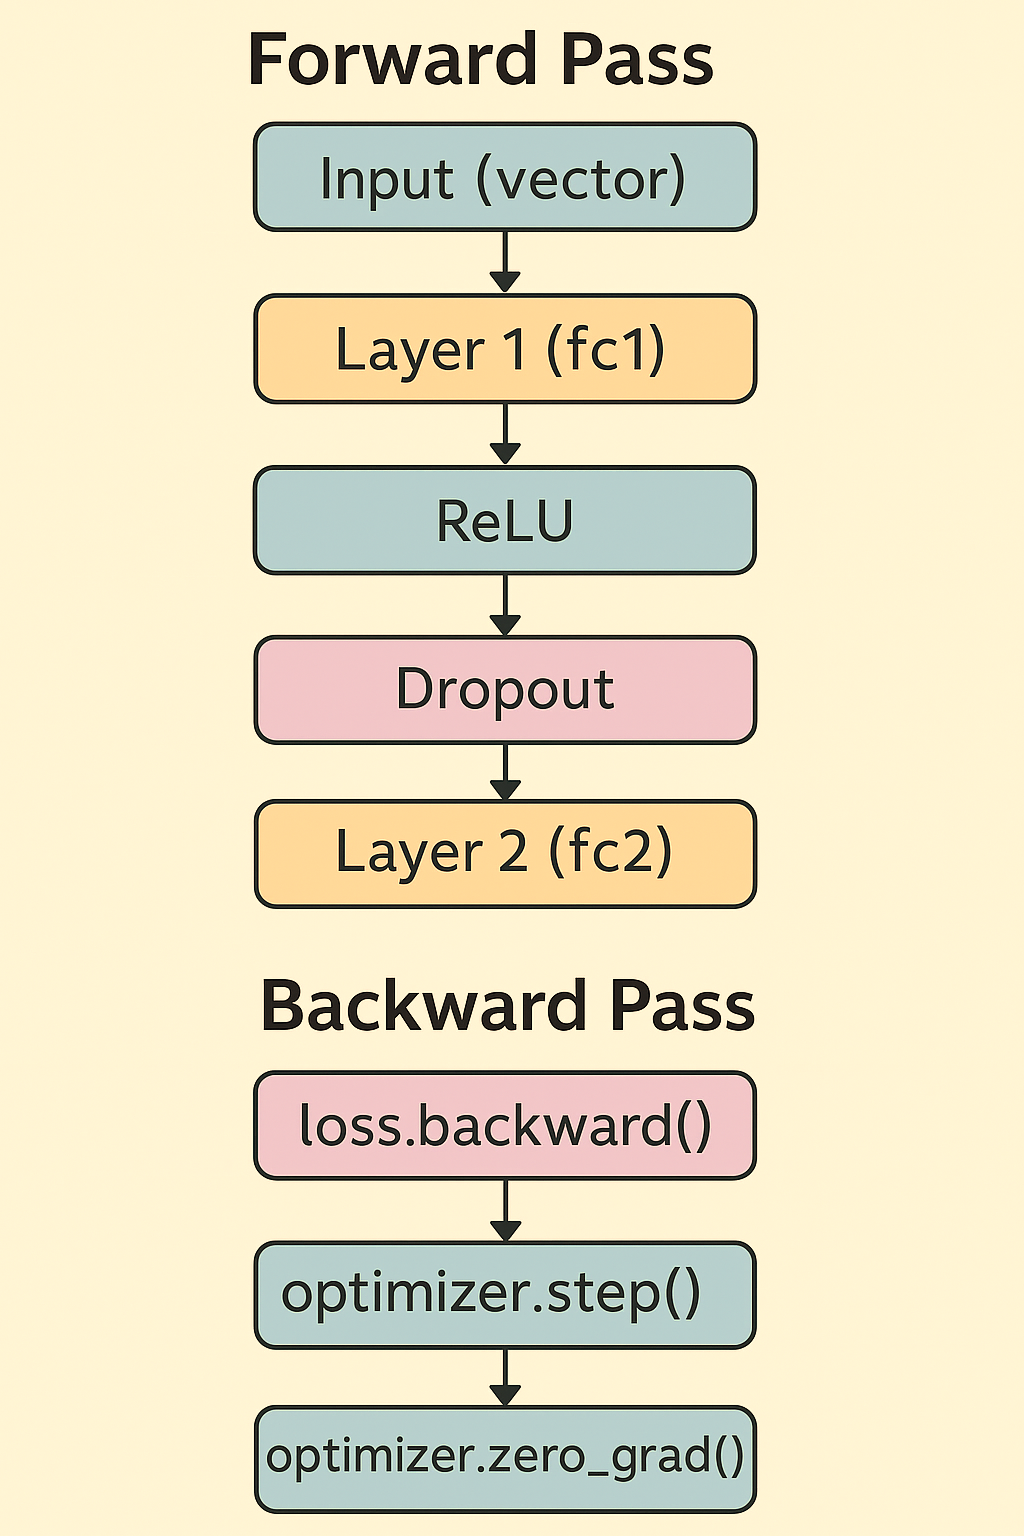 Forward Pass
Input (vector)
Layer 1 (fc1)
ReLU
Dropout
Layer 2 (fc2)
Backward Pass
loss.backward()
optimizer.step()
optimizer.zero_grad()